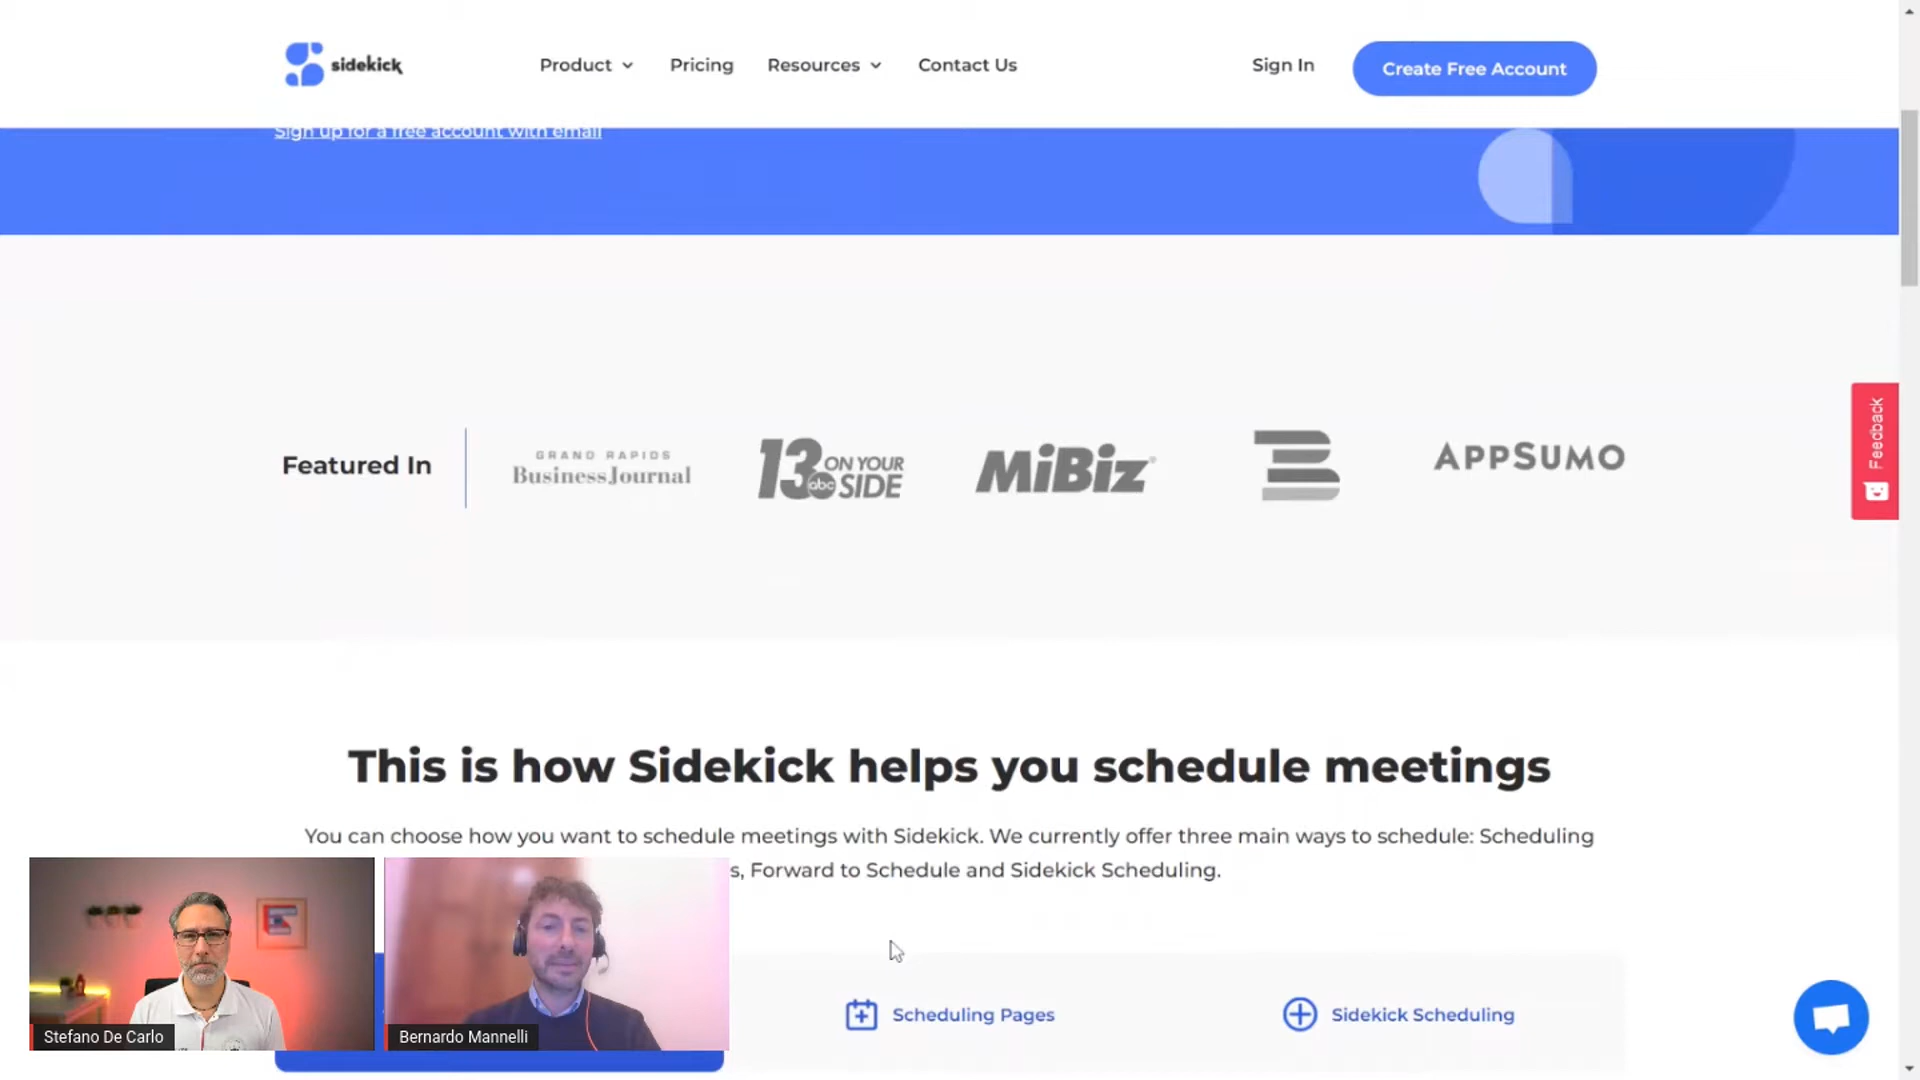 sidekick
Product
Pricing
Resources
Contact Us
Sign In
Create Free Account
Sign up for a free account with email
Featured In
GRAND RAPIDS
Business Journal
13 ON YOUR
abc SIDE
MiBiz
APPSUMO
Feedback
This is how Sidekick helps you schedule meetings
You can choose how you want to schedule meetings with Sidekick. We currently offer three main ways to schedule: Scheduling
s, Forward to Schedule and Sidekick Scheduling.
Scheduling Pages
Sidekick Scheduling
Stefano De Carlo
Bernardo Mannelli